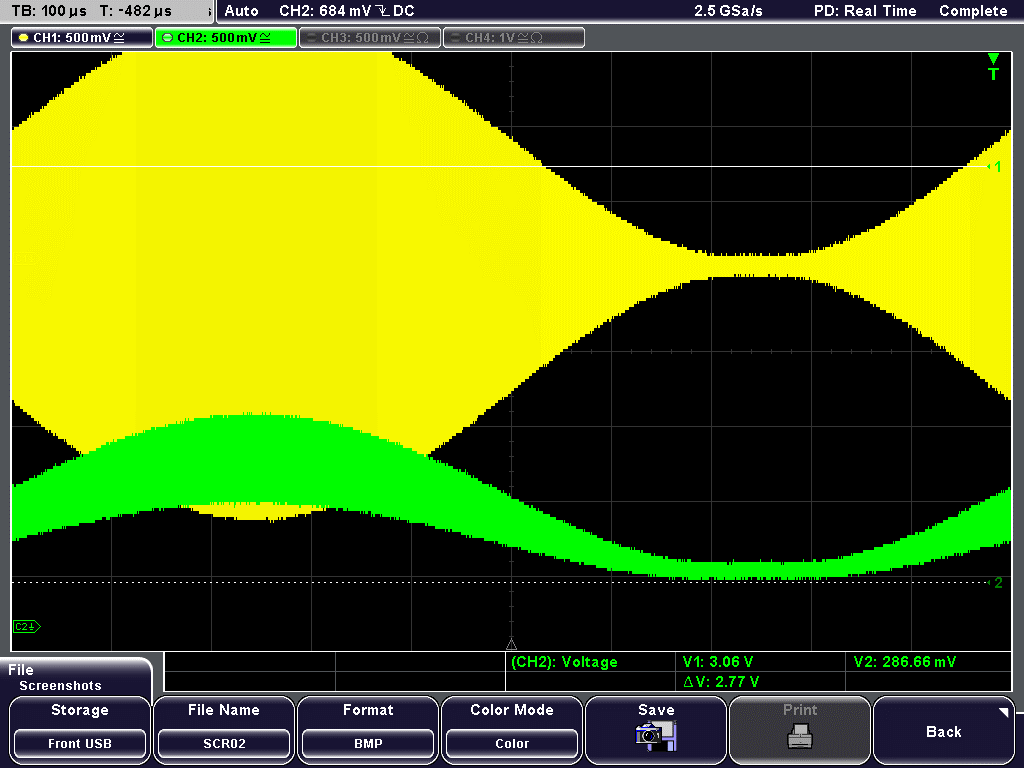 TB: 100 µs T: -482 µs Auto CH2: 684 mV DC 2.5 GSa/s PD: Real Time Complete
CH1: 500mV CH2: 500mV CH3: 500mV Ω CH4: 1V Ω
T
1
2
C2
(CH2): Voltage V1: 3.06 V V2: 286.66 mV
ΔV: 2.77 V
File
Screenshots
Storage File Name Format Color Mode Save Print Back
Front USB SCR02 BMP Color